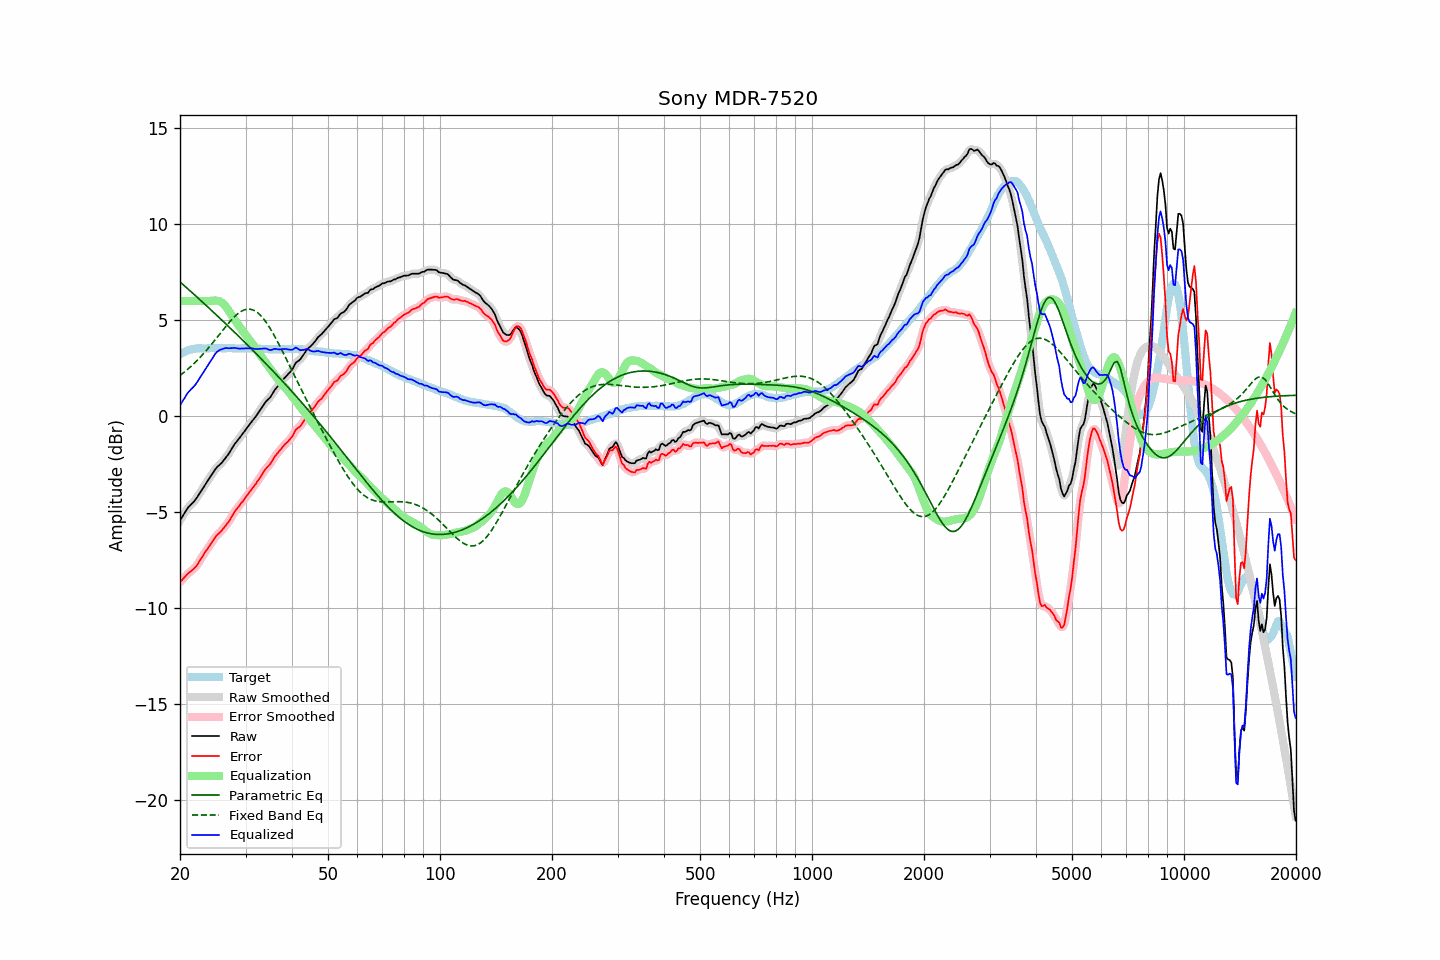 Sony MDR-7520
15
10
5
0
−5
−10
−15
−20
Amplitude (dBr)
Target
Raw Smoothed
Error Smoothed
Raw
Error
Equalization
Parametric Eq
Fixed Band Eq
Equalized
20 50 100 200 500 1000 2000 5000 10000 20000
Frequency (Hz)